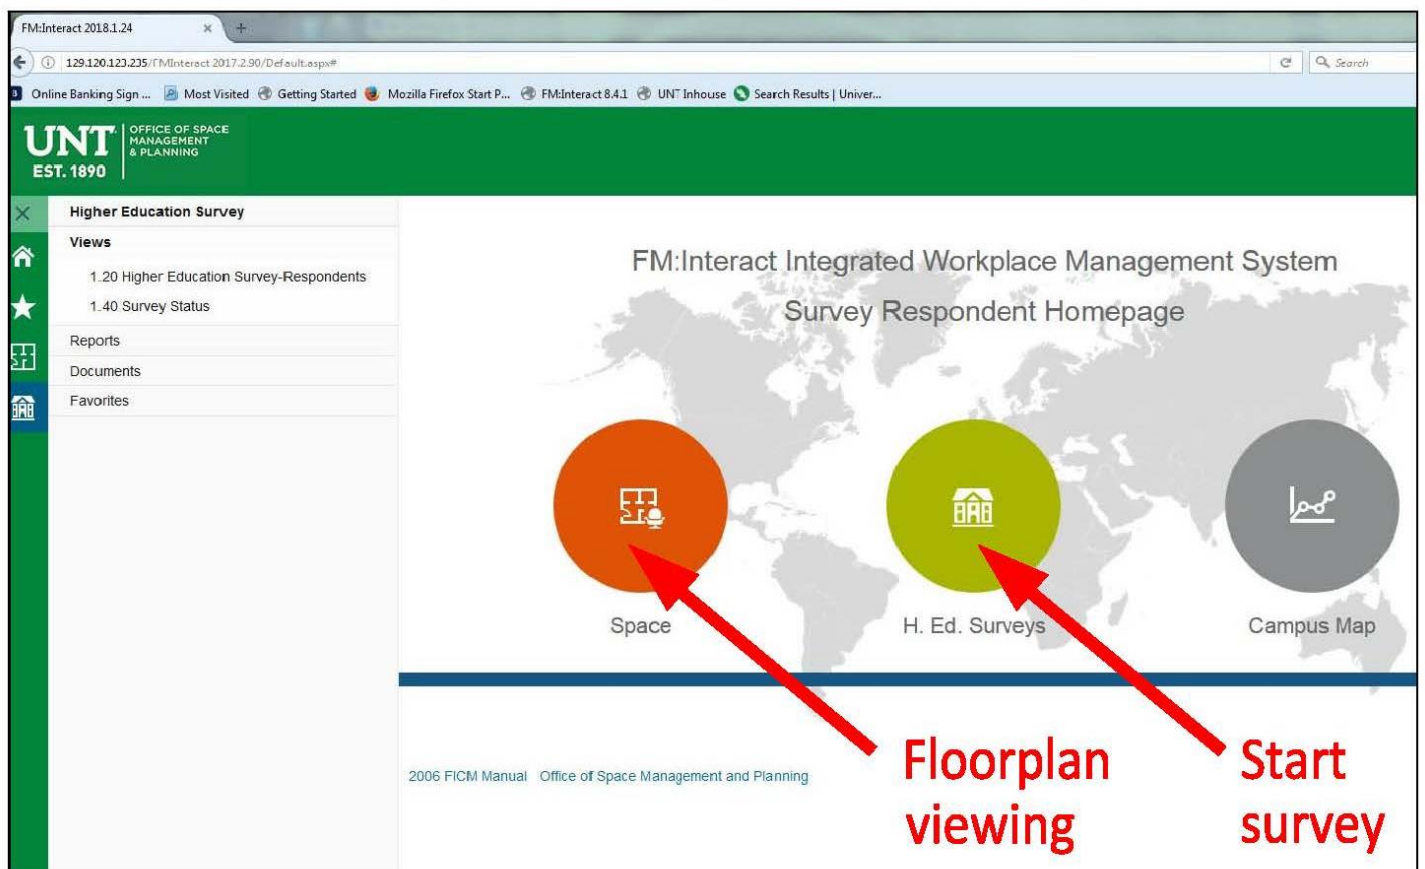 FM:Interact 2018.1.24
129.120.123.235/FMInteract 2017.2.90/Default.aspx#
Search
Online Banking Sign ... Most Visited Getting Started Mozilla Firefox Start P... FM:Interact 8.4.1 UNT Inhouse Search Results | Univer...
UNT
EST. 1890
OFFICE OF SPACE
MANAGEMENT
& PLANNING
Higher Education Survey
Views
1.20 Higher Education Survey-Respondents
1.40 Survey Status
Reports
Documents
Favorites
FM:Interact Integrated Workplace Management System
Survey Respondent Homepage
Space
H. Ed. Surveys
Campus Map
Floorplan
viewing
Start
survey
2006 FICM Manual Office of Space Management and Planning